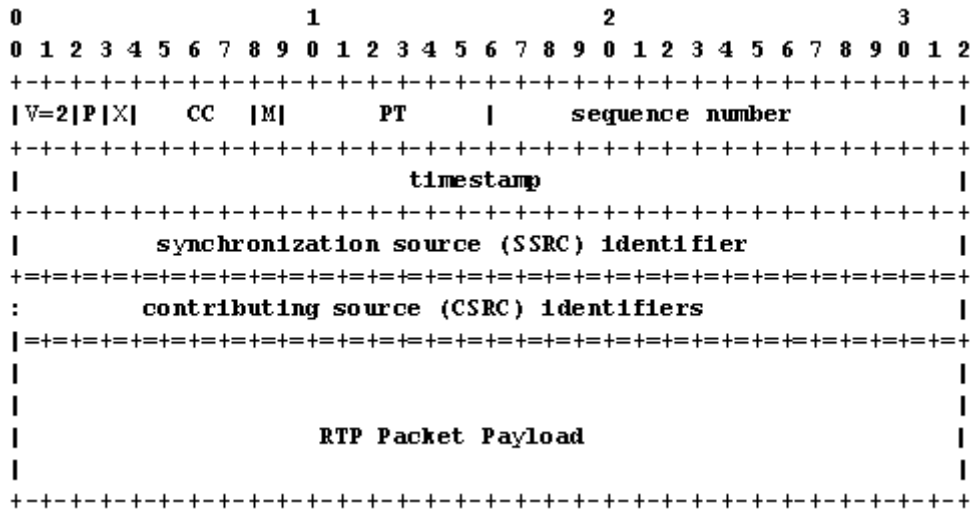 0                   1                   2                   3
0 1 2 3 4 5 6 7 8 9 0 1 2 3 4 5 6 7 8 9 0 1 2 3 4 5 6 7 8 9 0 1 2
+-+-+-+-+-+-+-+-+-+-+-+-+-+-+-+-+-+-+-+-+-+-+-+-+-+-+-+-+-+-+-+-+
|V=2|P|X|   CC  |M|      PT      |     sequence number           |
+-+-+-+-+-+-+-+-+-+-+-+-+-+-+-+-+-+-+-+-+-+-+-+-+-+-+-+-+-+-+-+-+
|                          timestamp                            |
+-+-+-+-+-+-+-+-+-+-+-+-+-+-+-+-+-+-+-+-+-+-+-+-+-+-+-+-+-+-+-+-+
|         synchronization source (SSRC) identifier              |
+=+=+=+=+=+=+=+=+=+=+=+=+=+=+=+=+=+=+=+=+=+=+=+=+=+=+=+=+=+=+=+=+
:        contributing source (CSRC) identifiers                 |
|=+=+=+=+=+=+=+=+=+=+=+=+=+=+=+=+=+=+=+=+=+=+=+=+=+=+=+=+=+=+=+=+
|                                                               |
|                                                               |
|                    RTP Packet Payload                         |
|                                                               |
+-+-+-+-+-+-+-+-+-+-+-+-+-+-+-+-+-+-+-+-+-+-+-+-+-+-+-+-+-+-+-+-+